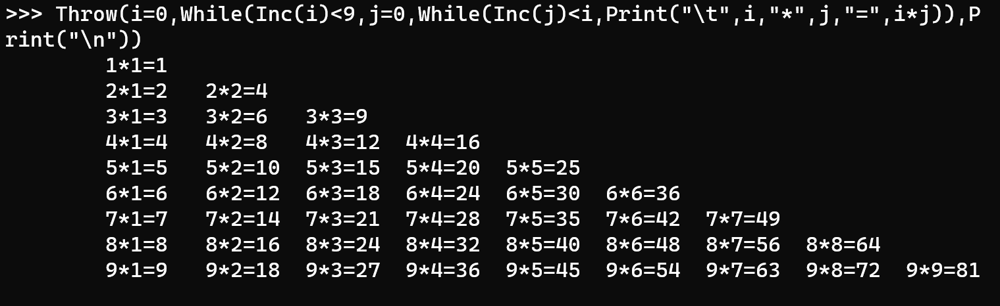 >>> Throw(i=0,While(Inc(i)<9,j=0,While(Inc(j)<i,Print("\t",i,"*",j,"=",i*j)),P
rint("\n"))
1*1=1
2*1=2 2*2=4
3*1=3 3*2=6 3*3=9
4*1=4 4*2=8 4*3=12 4*4=16
5*1=5 5*2=10 5*3=15 5*4=20 5*5=25
6*1=6 6*2=12 6*3=18 6*4=24 6*5=30 6*6=36
7*1=7 7*2=14 7*3=21 7*4=28 7*5=35 7*6=42 7*7=49
8*1=8 8*2=16 8*3=24 8*4=32 8*5=40 8*6=48 8*7=56 8*8=64
9*1=9 9*2=18 9*3=27 9*4=36 9*5=45 9*6=54 9*7=63 9*8=72 9*9=81